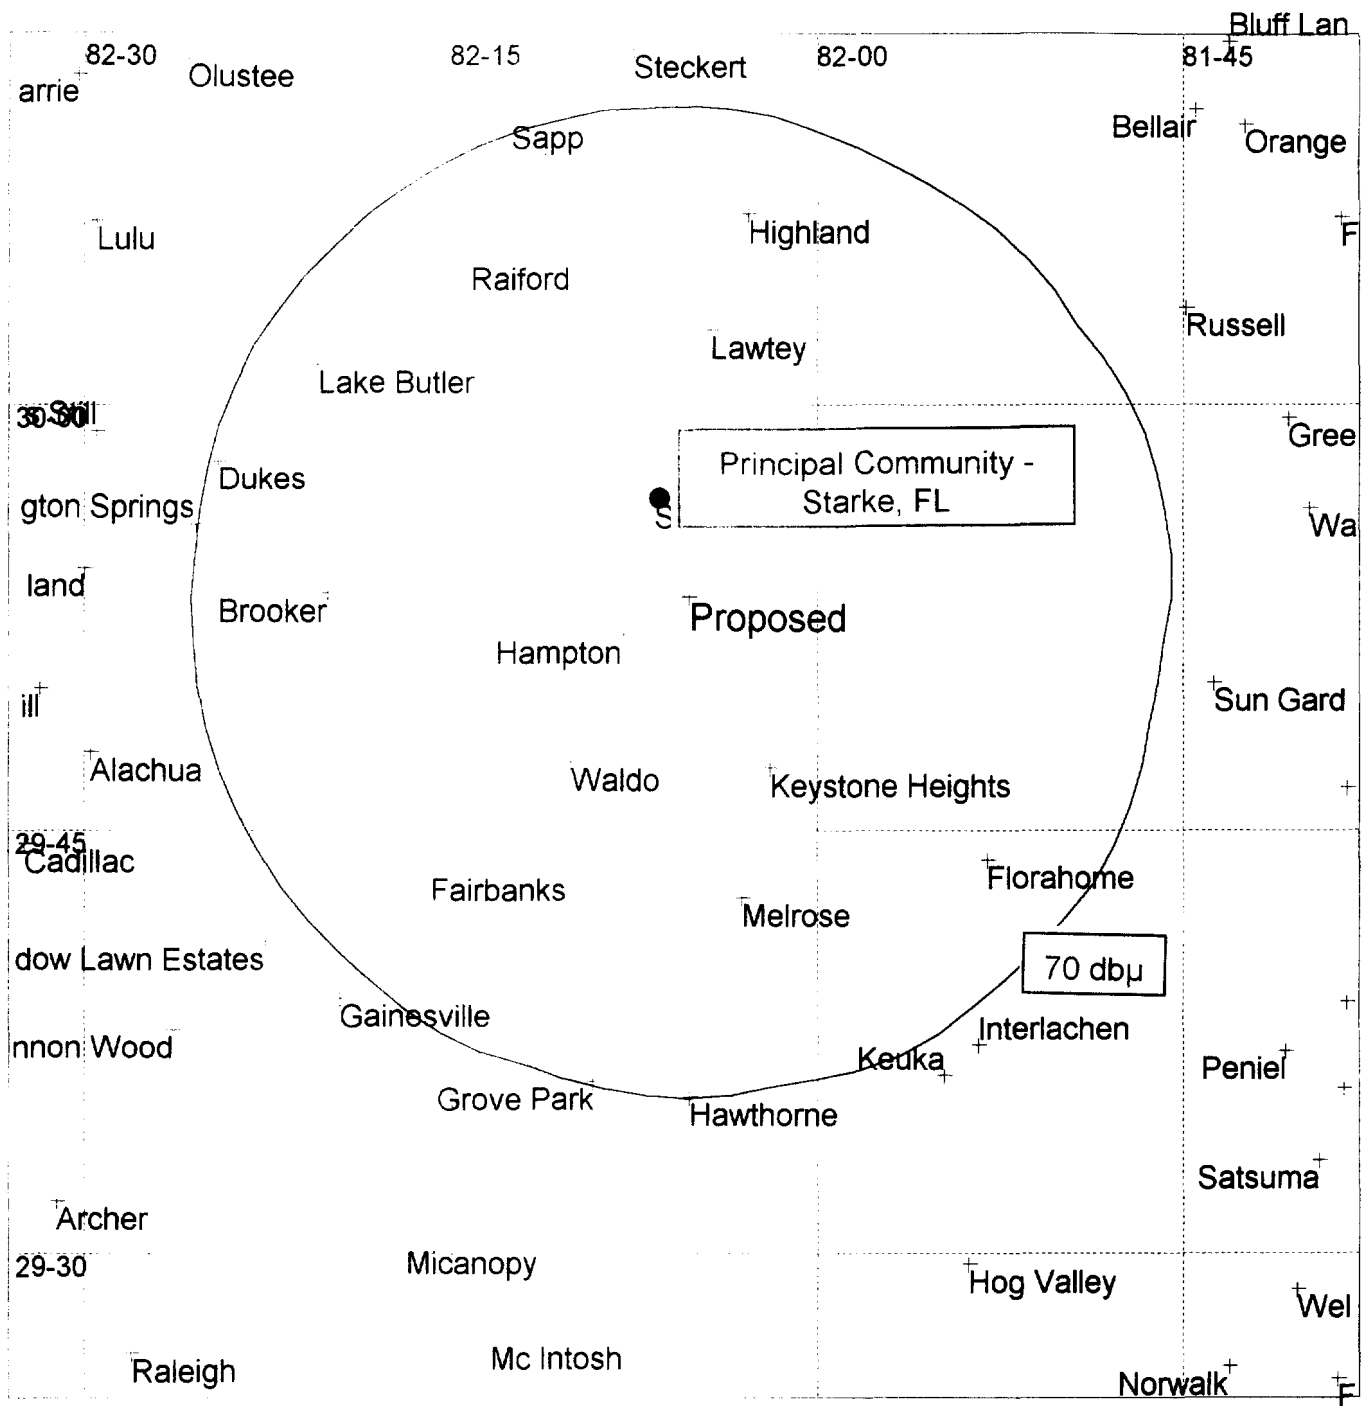 Bluff Lan
82-30
82-15
82-00
81-45
Olustee
Steckert
arrie
Bellair
Orange
Sapp
Lulu
Highland
F
Raiford
Russell
Lawtey
Lake Butler
30-00
Still
Gree
Principal Community -
Starke, FL
Dukes
gton Springs
S
Wa
land
Brooker
Proposed
Hampton
ill
Sun Gard
Alachua
Waldo
Keystone Heights
29-45
Cadillac
Florahome
Fairbanks
Melrose
dow Lawn Estates
70 dbµ
Gainesville
Interlachen
nnon Wood
Keuka
Peniel
Grove Park
Hawthorne
Satsuma
Archer
29-30
Micanopy
Hog Valley
Wel
Mc Intosh
Raleigh
Norwalk
F